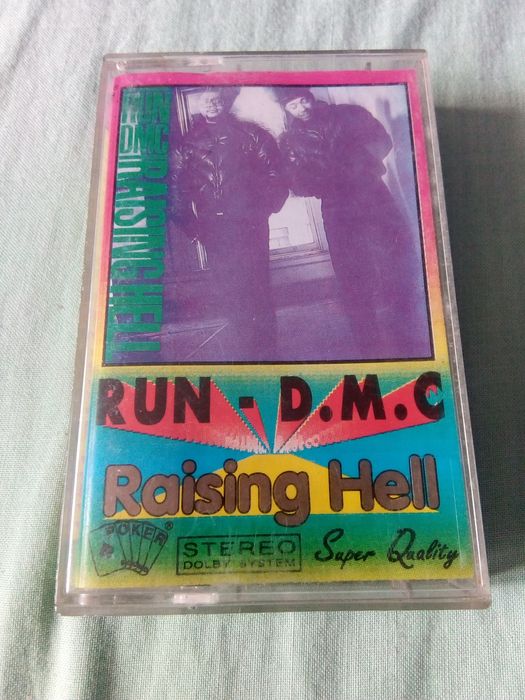 RUN DMC
RAISING HELL
RUN - D.M.C
Raising Hell
POKER®
STEREO
DOLBY SYSTEM
Super Quality